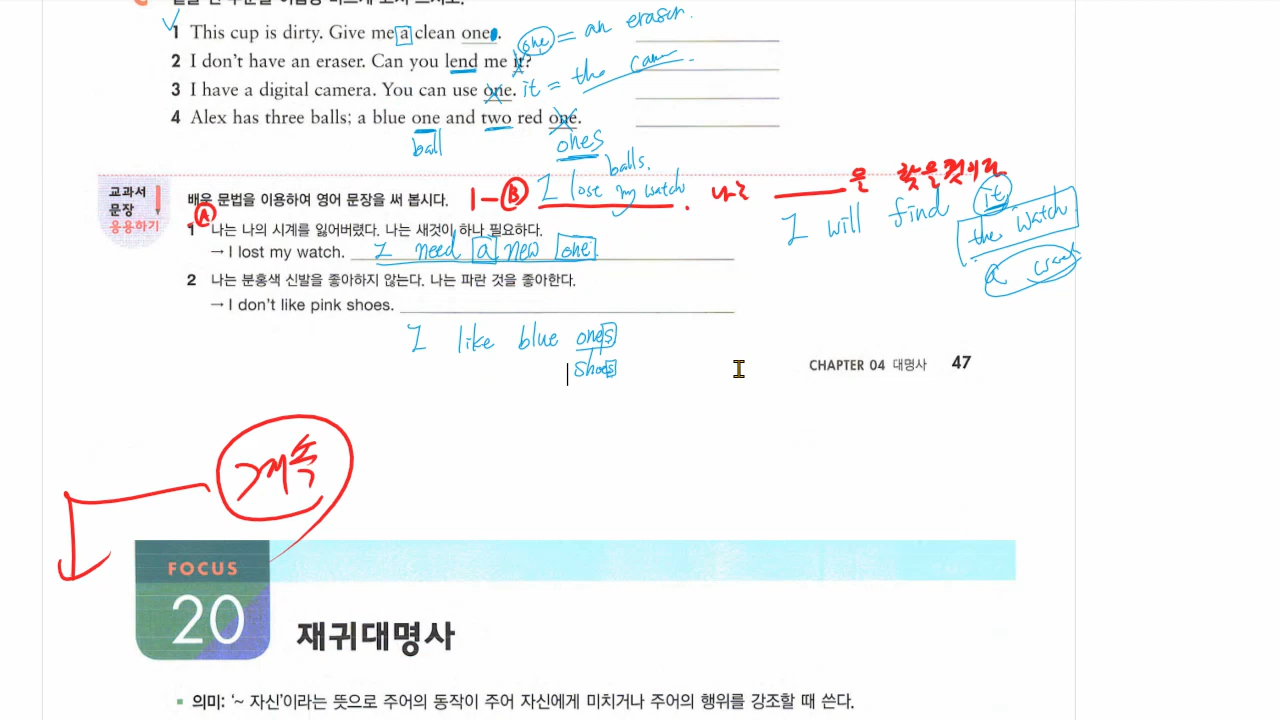 1 This cup is dirty. Give me a clean one.
one = an eraser.
2 I don't have an eraser. Can you lend me it?
3 I have a digital camera. You can use one. it = the cam
4 Alex has three balls; a blue one and two red one.
ball
ones
balls.
교과서 문장 응용하기
배운 문법을 이용하여 영어 문장을 써 봅시다.
1-B I lost my watch. 나는 ___을 찾을것이다
I will find it
the watch
A
1 나는 나의 시계를 잃어버렸다. 나는 새것이 하나 필요하다.
→ I lost my watch. I need a new one.
2 나는 분홍색 신발을 좋아하지 않는다. 나는 파란 것을 좋아한다.
→ I don't like pink shoes.
I like blue ones
shoes
CHAPTER 04 대명사 47
계속
FOCUS
20 재귀대명사
의미: '~ 자신'이라는 뜻으로 주어의 동작이 주어 자신에게 미치거나 주어의 행위를 강조할 때 쓴다.